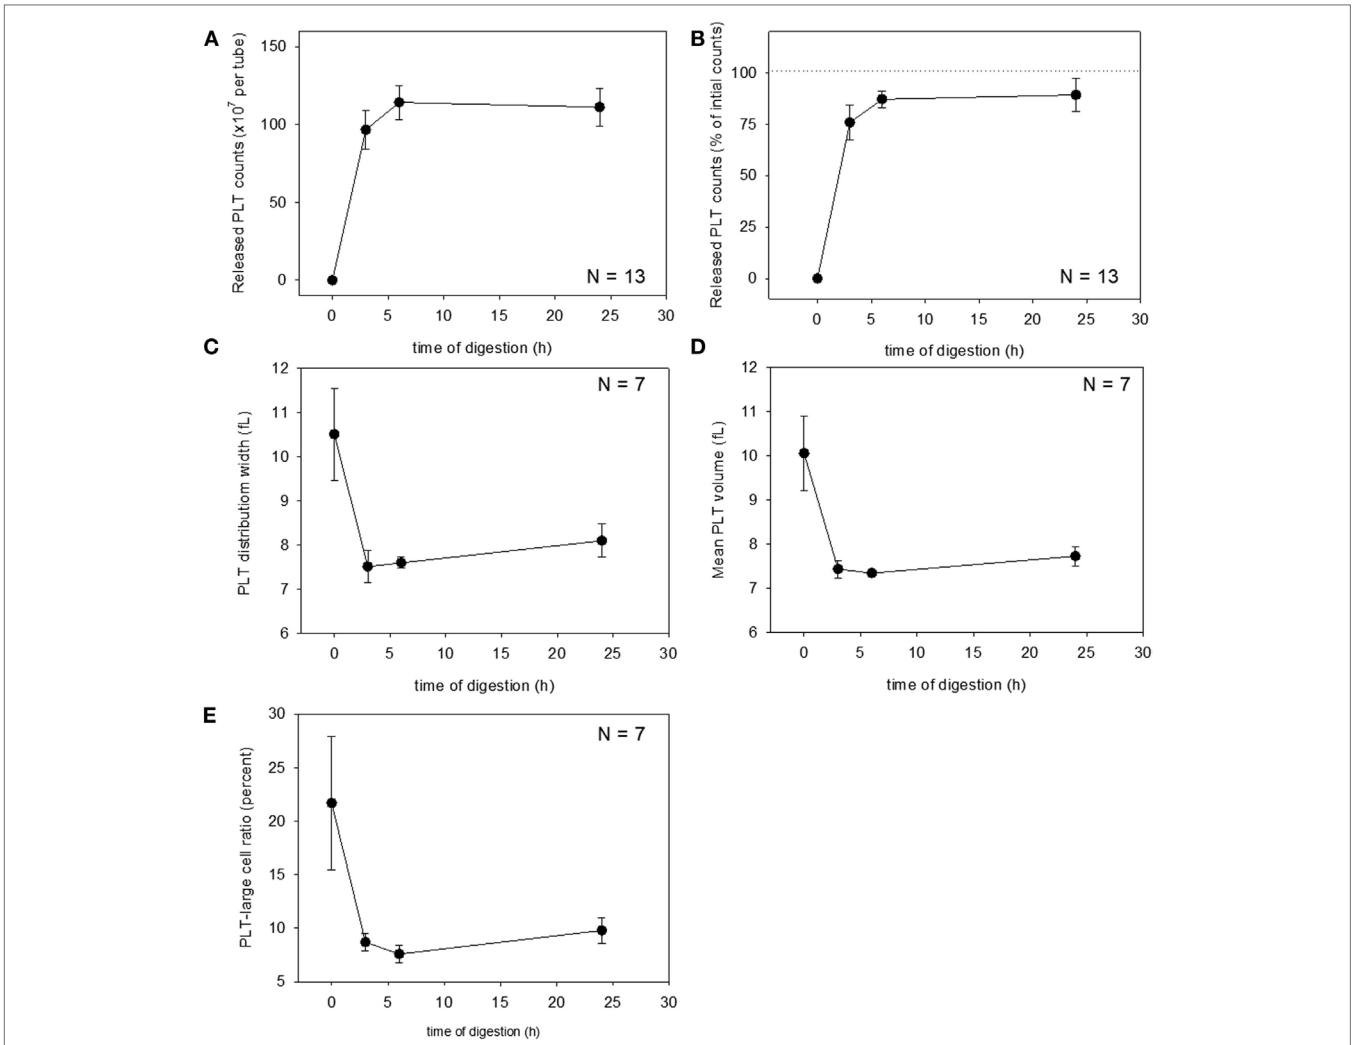 A
Released PLT counts (x10⁷ per tube)
150
100
50
0
N = 13
0 5 10 15 20 25 30
time of digestion (h)
B
Released PLT counts (% of intial counts)
100
75
50
25
0
N = 13
0 5 10 15 20 25 30
time of digestion (h)
C
PLT distributiom width (fL)
12
11
10
9
8
7
6
N = 7
0 5 10 15 20 25 30
time of digestion (h)
D
Mean PLT volume (fL)
12
11
10
9
8
7
6
N = 7
0 5 10 15 20 25 30
time of digestion (h)
E
PLT-large cell ratio (percent)
30
25
20
15
10
5
N = 7
0 5 10 15 20 25 30
time of digestion (h)